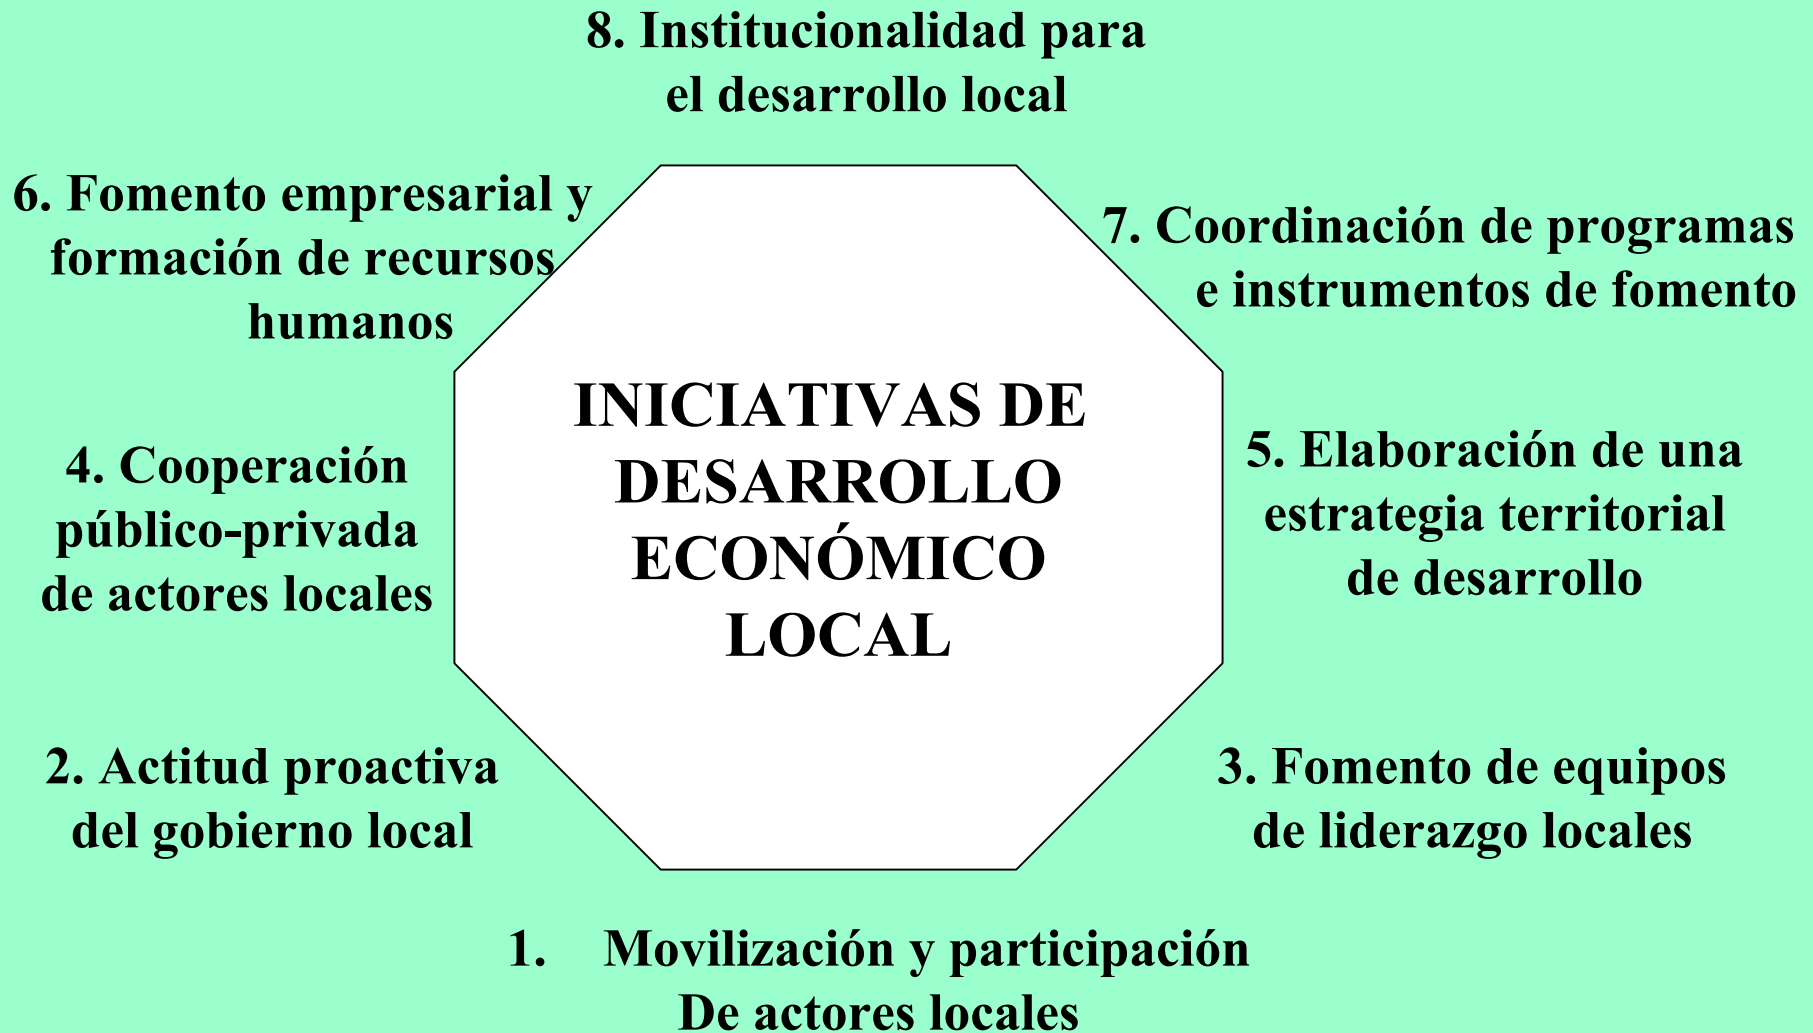 8. Institucionalidad para
el desarrollo local
6. Fomento empresarial y
formación de recursos
humanos
7. Coordinación de programas
e instrumentos de fomento
INICIATIVAS DE
DESARROLLO
ECONÓMICO
LOCAL
4. Cooperación
público-privada
de actores locales
5. Elaboración de una
estrategia territorial
de desarrollo
2. Actitud proactiva
del gobierno local
3. Fomento de equipos
de liderazgo locales
1. Movilización y participación
De actores locales